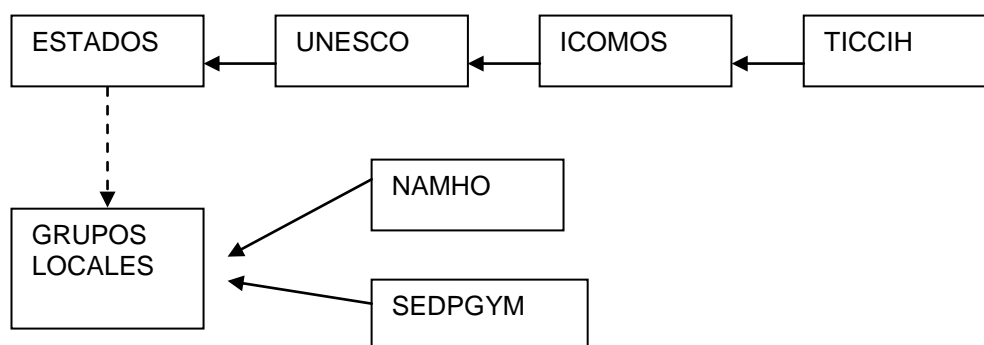 ESTADOS
UNESCO
ICOMOS
TICCIH
NAMHO
GRUPOS
LOCALES
SEDPGYM